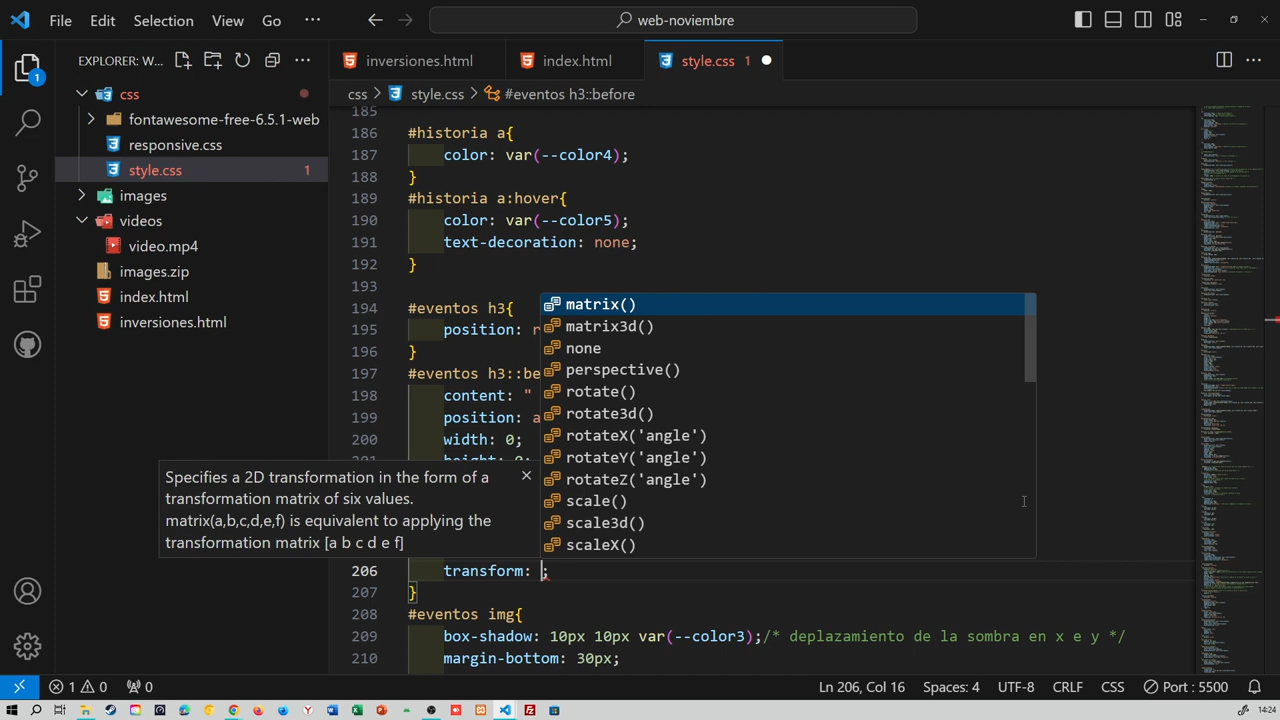 File Edit Selection View Go ··· web-noviembre
EXPLORER: W...
inversiones.html index.html style.css 1
css > style.css > #eventos h3::before
css
fontawesome-free-6.5.1-web
responsive.css
style.css 1
images
videos
video.mp4
images.zip
index.html
inversiones.html
1
185
186 #historia a{
187 color: var(--color4);
188 }
189 #historia a:hover{
190 color: var(--color5);
191 text-decoration: none;
192 }
193
194 #eventos h3
195 position: r
196 }
197 #eventos h3::be
198 content: "
199 position: a
200 width: 0;
matrix()
matrix3d()
none
perspective()
rotate()
rotate3d()
rotateX('angle')
rotateY('angle')
rotateZ('angle')
scale()
scale3d()
scaleX()
Specifies a 2D transformation in the form of a
transformation matrix of six values.
matrix(a,b,c,d,e,f) is equivalent to applying the
transformation matrix [a b c d e f]
206 transform: ;
207 }
208 #eventos img{
209 box-shadow: 10px 10px var(--color3);/* deplazamiento de la sombra en x e y *
210 margin-bottom: 30px;
1 0 0 Ln 206, Col 16 Spaces: 4 UTF-8 CRLF CSS Port : 5500
14:24